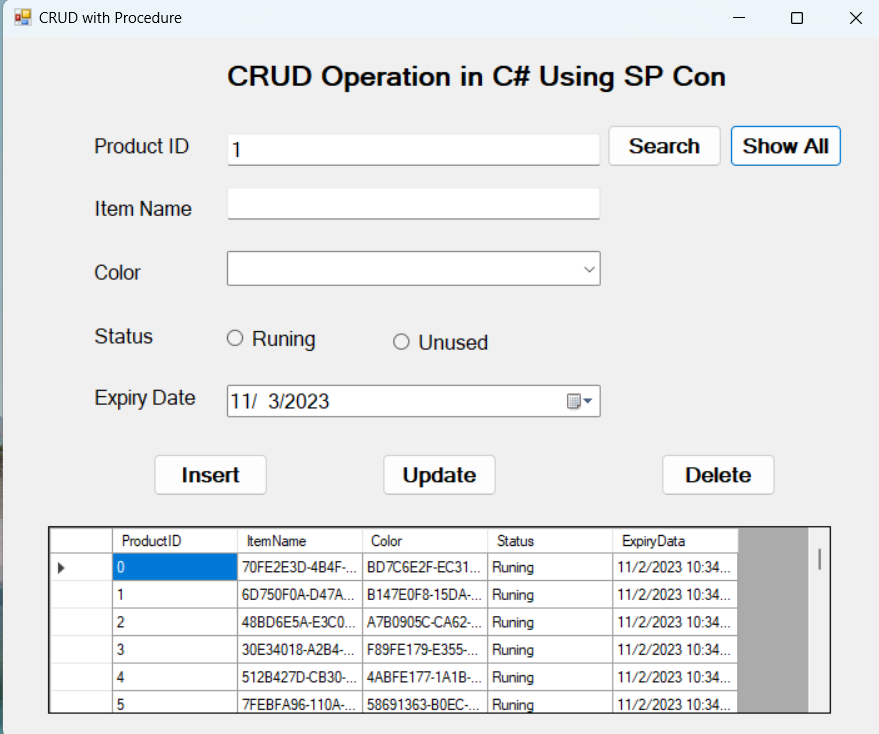 CRUD with Procedure
CRUD Operation in C# Using SP Con
Product ID 1 Search Show All
Item Name
Color
Status Runing Unused
Expiry Date 11/ 3/2023
Insert Update Delete
ProductID ItemName Color Status ExpiryData
0 70FE2E3D-4B4F-... BD7C6E2F-EC31... Runing 11/2/2023 10:34...
1 6D750F0A-D47A... B147E0F8-15DA-... Runing 11/2/2023 10:34...
2 48BD6E5A-E3C0... A7B0905C-CA62-... Runing 11/2/2023 10:34...
3 30E34018-A2B4-... F89FE179-E355-... Runing 11/2/2023 10:34...
4 512B427D-CB30-... 4ABFE177-1A1B-... Runing 11/2/2023 10:34...
5 7FEBFA96-110A-... 58691363-B0EC-... Runing 11/2/2023 10:34...